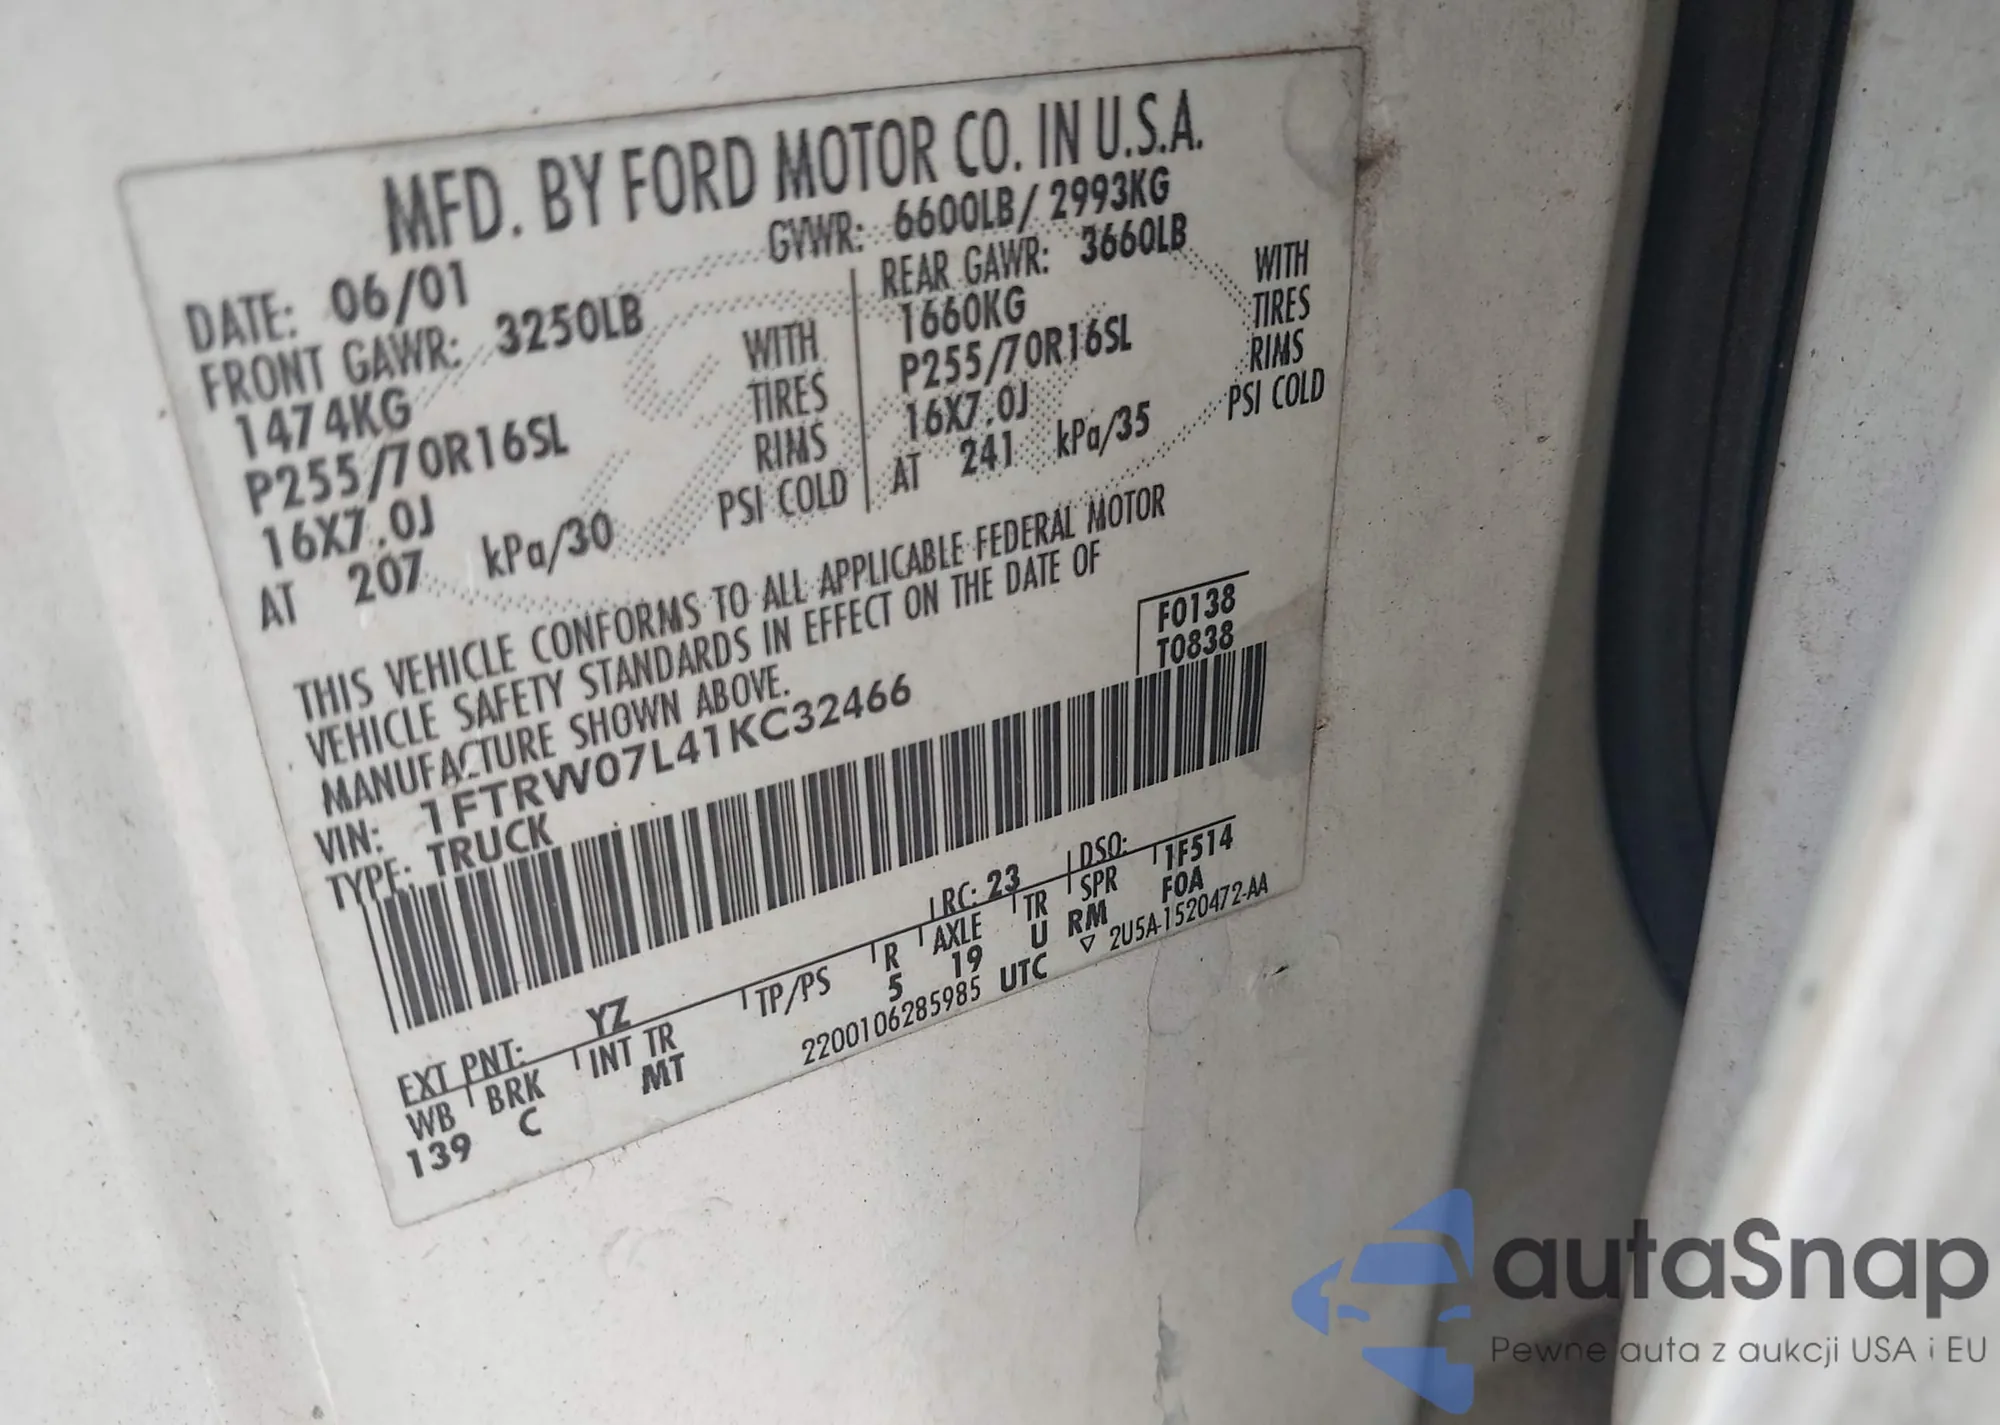 MFD. BY FORD MOTOR CO. IN U.S.A.
DATE: 06/01
GVWR: 6600LB/ 2993KG
FRONT GAWR: 3250LB
1474KG
P255/70R16SL
16X7.0J
AT 207 kPa/30
WITH
TIRES
RIMS
PSI COLD
REAR GAWR: 3660LB
1660KG
P255/70R16SL
16X7.0J
AT 241 kPa/35
WITH
TIRES
RIMS
PSI COLD
THIS VEHICLE CONFORMS TO ALL APPLICABLE FEDERAL MOTOR
VEHICLE SAFETY STANDARDS IN EFFECT ON THE DATE OF
MANUFACTURE SHOWN ABOVE.
VIN: 1FTRW07L41KC32466
TYPE: TRUCK
F0138
T0838
EXT PNT: YZ RC: 23 DSO:
WB BRK INT TR TP/PS R AXLE TR SPR 1F514
139 C MT 5 19 U RM F0A
2200106285985 UTC ▽ 2U5A-1520472-AA
autaSnap
Pewne auta z aukcji USA i EU